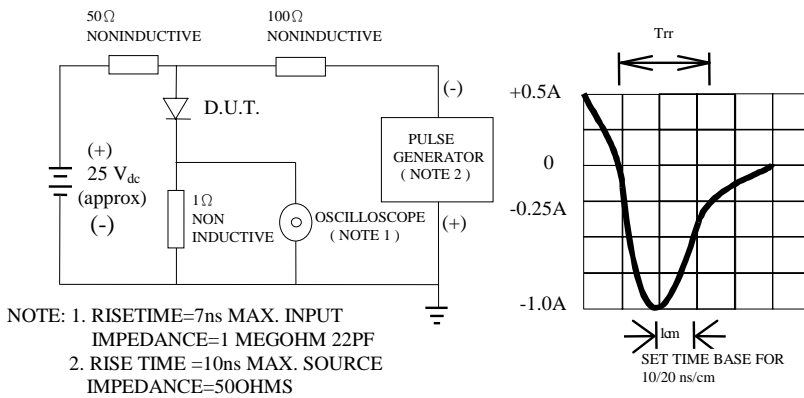 50Ω
NONINDUCTIVE
100Ω
NONINDUCTIVE
D.U.T.
(+)
25 Vdc
(approx)
(-)
1Ω
NON
INDUCTIVE
OSCILLOSCOPE
( NOTE 1 )
(-)
PULSE
GENERATOR
( NOTE 2 )
(+)
NOTE: 1. RISETIME=7ns MAX. INPUT
IMPEDANCE=1 MEGOHM 22PF
2. RISE TIME =10ns MAX. SOURCE
IMPEDANCE=50OHMS
Trr
+0.5A
0
-0.25A
-1.0A
1cm
SET TIME BASE FOR
10/20 ns/cm